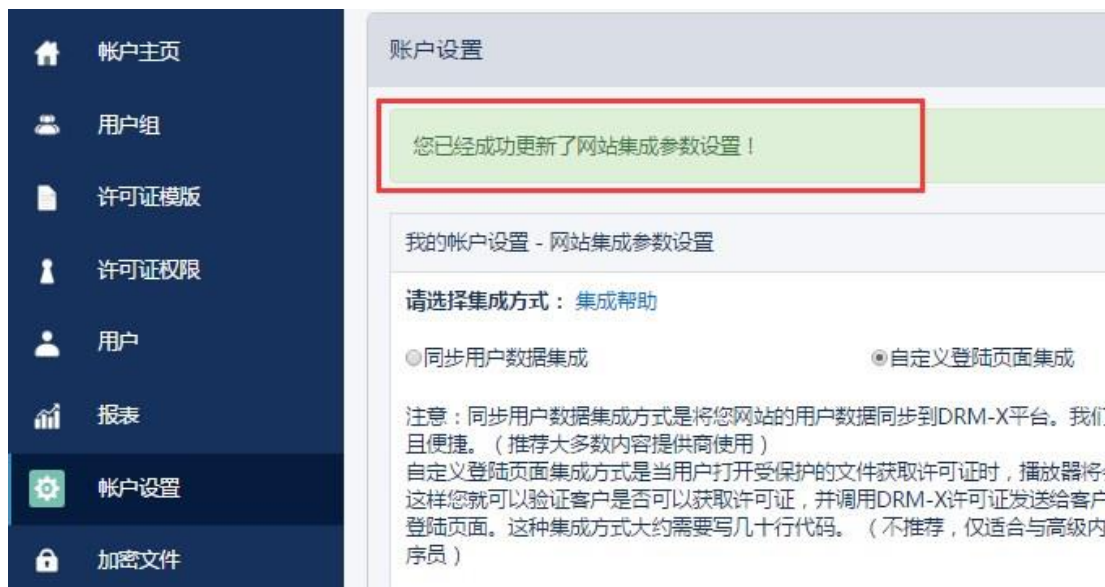 帐户主页
用户组
许可证模版
许可证权限
用户
报表
帐户设置
加密文件
账户设置
您已经成功更新了网站集成参数设置！
我的帐户设置 - 网站集成参数设置
请选择集成方式： 集成帮助
同步用户数据集成
自定义登陆页面集成
注意：同步用户数据集成方式是将您网站的用户数据同步到DRM-X平台。我们
且便捷。（推荐大多数内容提供商使用）
自定义登陆页面集成方式是当用户打开受保护的文件获取许可证时，播放器将
这样您就可以验证客户是否可以获取许可证，并调用DRM-X许可证发送给客户
登陆页面。这种集成方式大约需要写几十行代码。（不推荐，仅适合与高级内
序员）